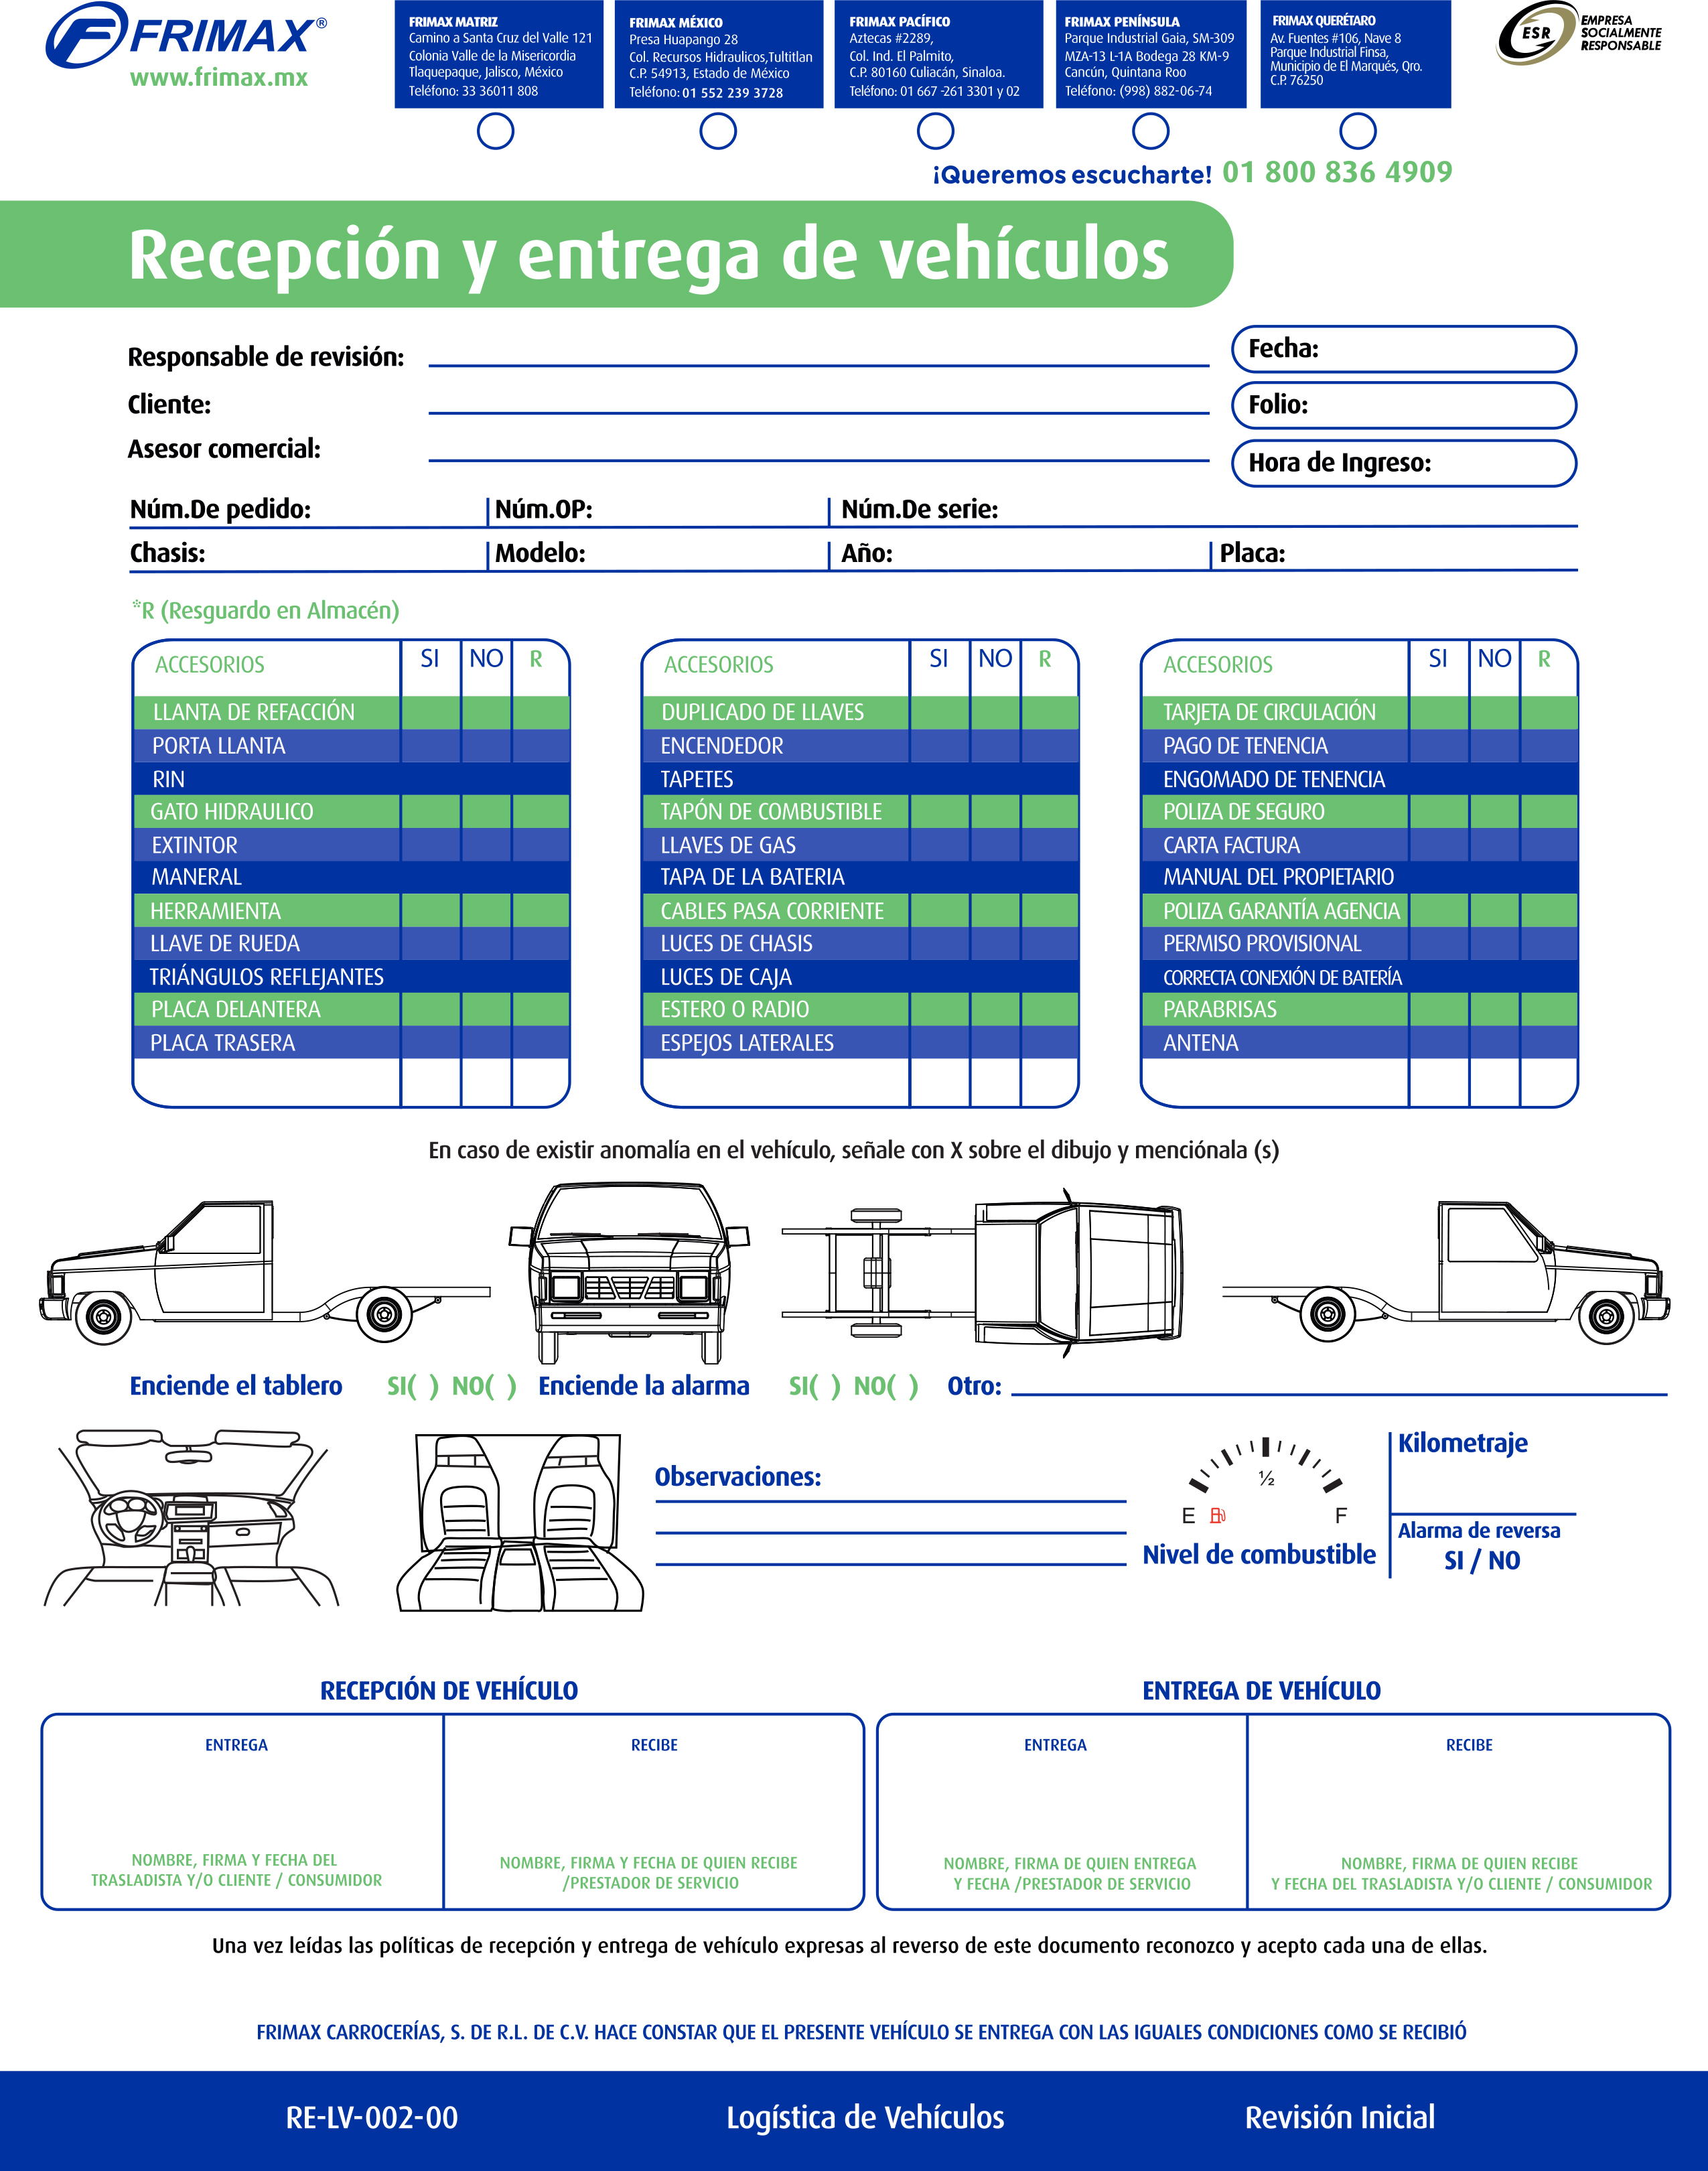 FRIMAX®
www.frimax.mx
FRIMAX MATRIZ
Camino a Santa Cruz del Valle 121
Colonia Valle de la Misericordia
Tlaquepaque, Jalisco, México
Teléfono: 33 36011 808
FRIMAX MÉXICO
Presa Huapango 28
Col. Recursos Hidraulicos,Tultitlan
C.P. 54913, Estado de México
Teléfono: 01 552 239 3728
FRIMAX PACÍFICO
Aztecas #2289,
Col. Ind. El Palmito,
C.P. 80160 Culiacán, Sinaloa.
Teléfono: 01 667 -261 3301 y 02
FRIMAX PENÍNSULA
Parque Industrial Gaia, SM-309
MZA-13 L-1A Bodega 28 KM-9
Cancún, Quintana Roo
Teléfono: (998) 882-06-74
FRIMAX QUERÉTARO
Av. Fuentes #106, Nave 8
Parque Industrial Finsa,
Municipio de El Marqués, Qro.
C.P. 76250
ESR
EMPRESA
SOCIALMENTE
RESPONSABLE
¡Queremos escucharte! 01 800 836 4909
Recepción y entrega de vehículos
Responsable de revisión:
Cliente:
Asesor comercial:
Fecha:
Folio:
Hora de Ingreso:
Núm.De pedido: Núm.OP: Núm.De serie:
Chasis: Modelo: Año: Placa:
*R (Resguardo en Almacén)
ACCESORIOS SI NO R
LLANTA DE REFACCIÓN
PORTA LLANTA
RIN
GATO HIDRAULICO
EXTINTOR
MANERAL
HERRAMIENTA
LLAVE DE RUEDA
TRIÁNGULOS REFLEJANTES
PLACA DELANTERA
PLACA TRASERA
ACCESORIOS SI NO R
DUPLICADO DE LLAVES
ENCENDEDOR
TAPETES
TAPÓN DE COMBUSTIBLE
LLAVES DE GAS
TAPA DE LA BATERIA
CABLES PASA CORRIENTE
LUCES DE CHASIS
LUCES DE CAJA
ESTERO O RADIO
ESPEJOS LATERALES
ACCESORIOS SI NO R
TARJETA DE CIRCULACIÓN
PAGO DE TENENCIA
ENGOMADO DE TENENCIA
POLIZA DE SEGURO
CARTA FACTURA
MANUAL DEL PROPIETARIO
POLIZA GARANTÍA AGENCIA
PERMISO PROVISIONAL
CORRECTA CONEXIÓN DE BATERÍA
PARABRISAS
ANTENA
En caso de existir anomalía en el vehículo, señale con X sobre el dibujo y menciónala (s)
Enciende el tablero SI( ) NO( ) Enciende la alarma SI( ) NO( ) Otro:
Observaciones:
½
E F
Nivel de combustible
Kilometraje
Alarma de reversa
SI / NO
RECEPCIÓN DE VEHÍCULO
ENTREGA
NOMBRE, FIRMA Y FECHA DEL
TRASLADISTA Y/O CLIENTE / CONSUMIDOR
RECIBE
NOMBRE, FIRMA Y FECHA DE QUIEN RECIBE
/PRESTADOR DE SERVICIO
ENTREGA DE VEHÍCULO
ENTREGA
NOMBRE, FIRMA DE QUIEN ENTREGA
Y FECHA /PRESTADOR DE SERVICIO
RECIBE
NOMBRE, FIRMA DE QUIEN RECIBE
Y FECHA DEL TRASLADISTA Y/O CLIENTE / CONSUMIDOR
Una vez leídas las políticas de recepción y entrega de vehículo expresas al reverso de este documento reconozco y acepto cada una de ellas.
FRIMAX CARROCERÍAS, S. DE R.L. DE C.V. HACE CONSTAR QUE EL PRESENTE VEHÍCULO SE ENTREGA CON LAS IGUALES CONDICIONES COMO SE RECIBIÓ
RE-LV-002-00 Logística de Vehículos Revisión Inicial